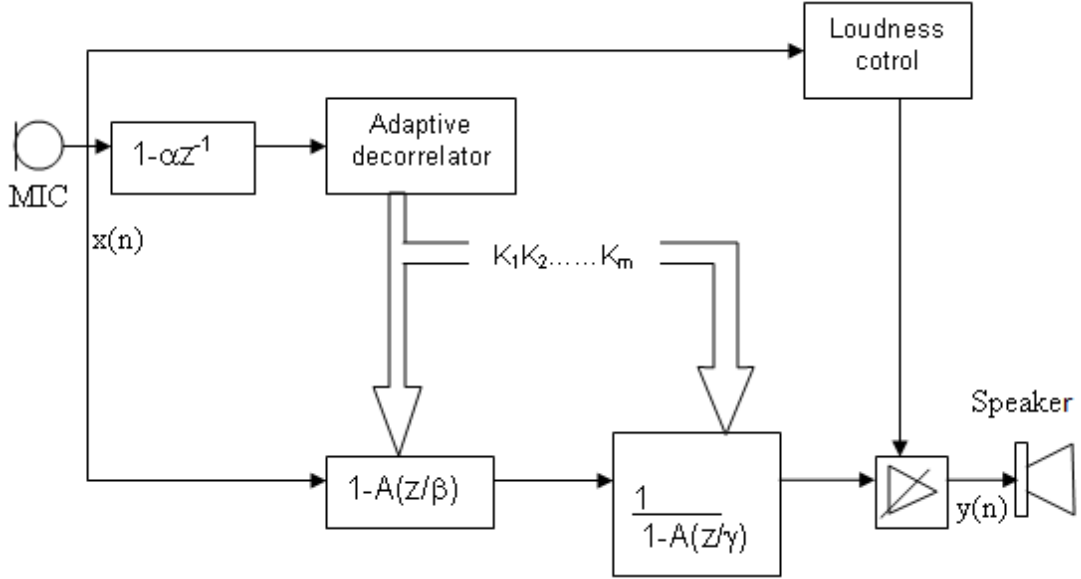 Loudness
cotrol
Adaptive
decorrelator
1-αz⁻¹
MIC
x(n)
K₁K₂......Kₘ
Speaker
1-A(z/β)
1
1-A(z/γ)
y(n)